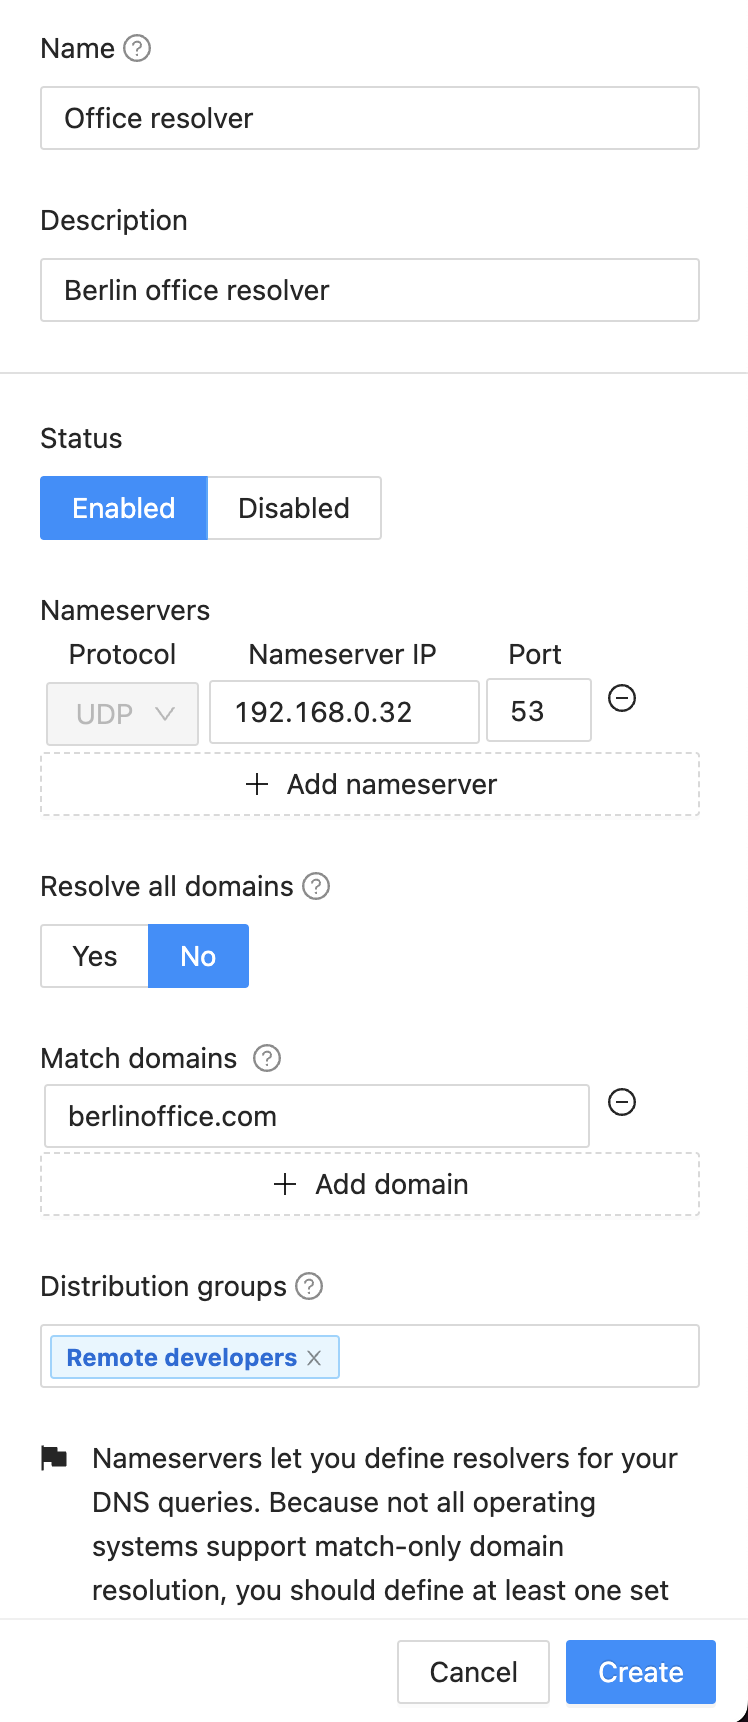 Name
Office resolver
Description
Berlin office resolver
Status
Enabled Disabled
Nameservers
Protocol Nameserver IP Port
UDP 192.168.0.32 53
Add nameserver
Resolve all domains
Yes No
Match domains
berlinoffice.com
Add domain
Distribution groups
Remote developers
Nameservers let you define resolvers for your
DNS queries. Because not all operating
systems support match-only domain
resolution, you should define at least one set
Cancel Create